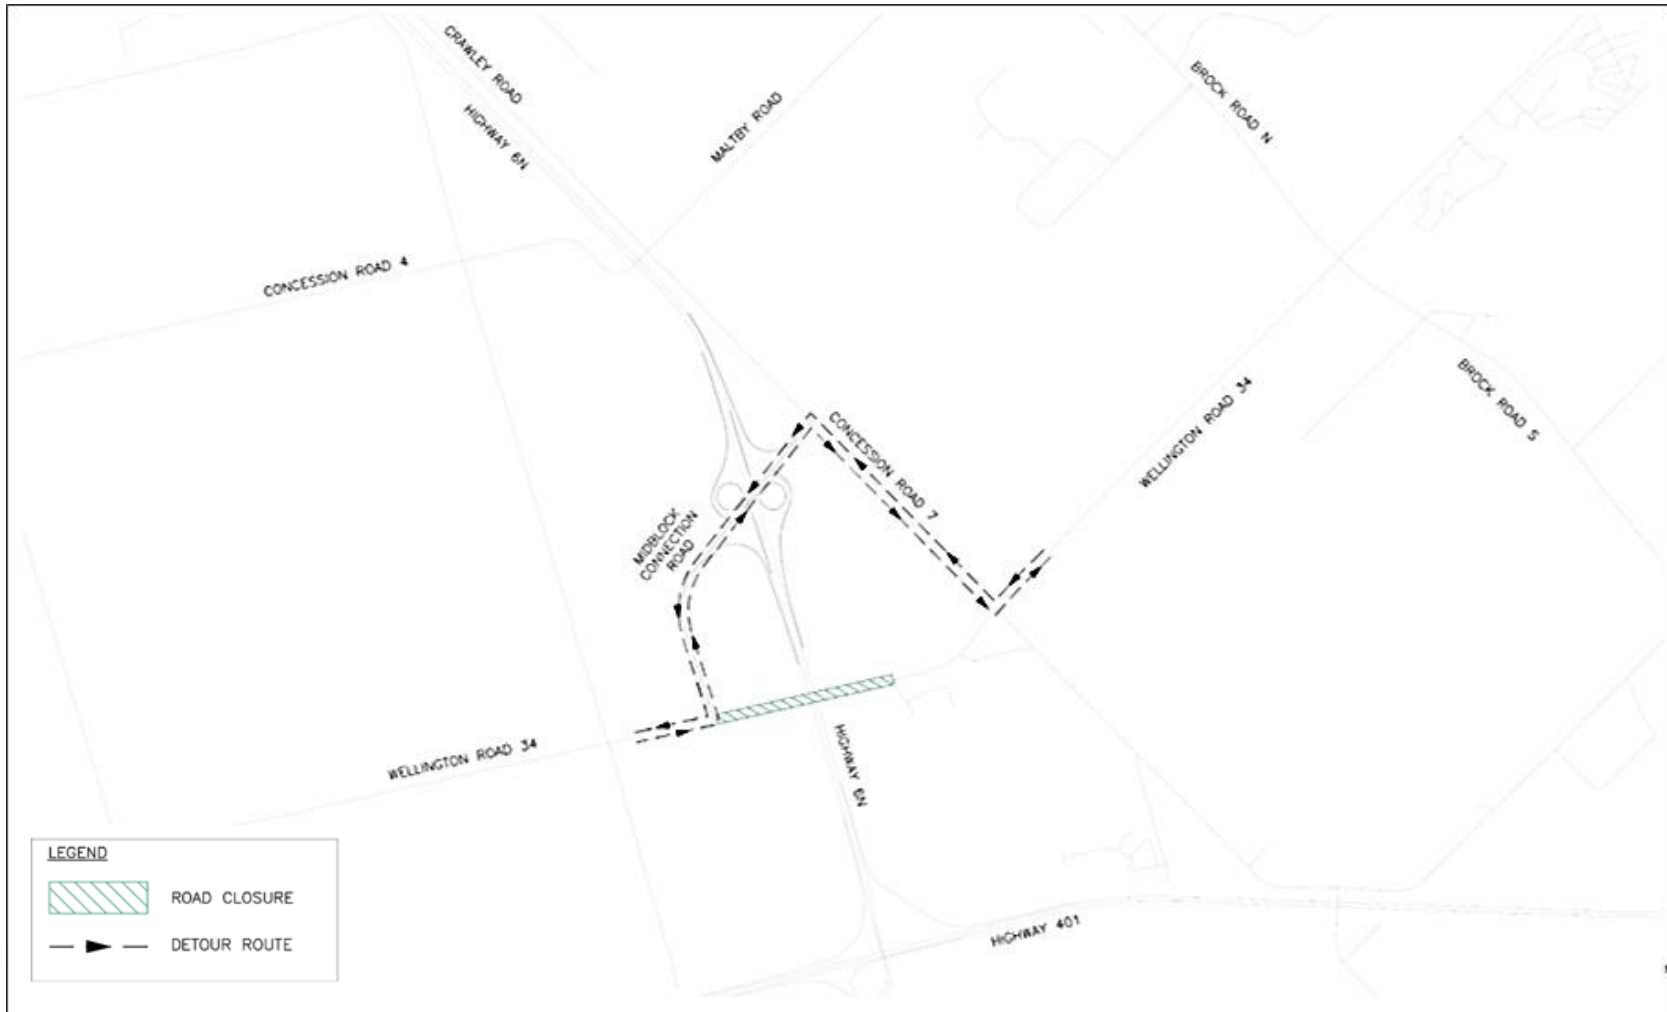 CRAWLEY ROAD
HIGHWAY 6N
MALTBY ROAD
BROCK ROAD N
CONCESSION ROAD 4
BROCK ROAD S
WELLINGTON ROAD 34
CONCESSION ROAD 7
MIDBLOCK
CONNECTION
ROAD
WELLINGTON ROAD 34
HIGHWAY 6N
HIGHWAY 401
LEGEND
ROAD CLOSURE
DETOUR ROUTE